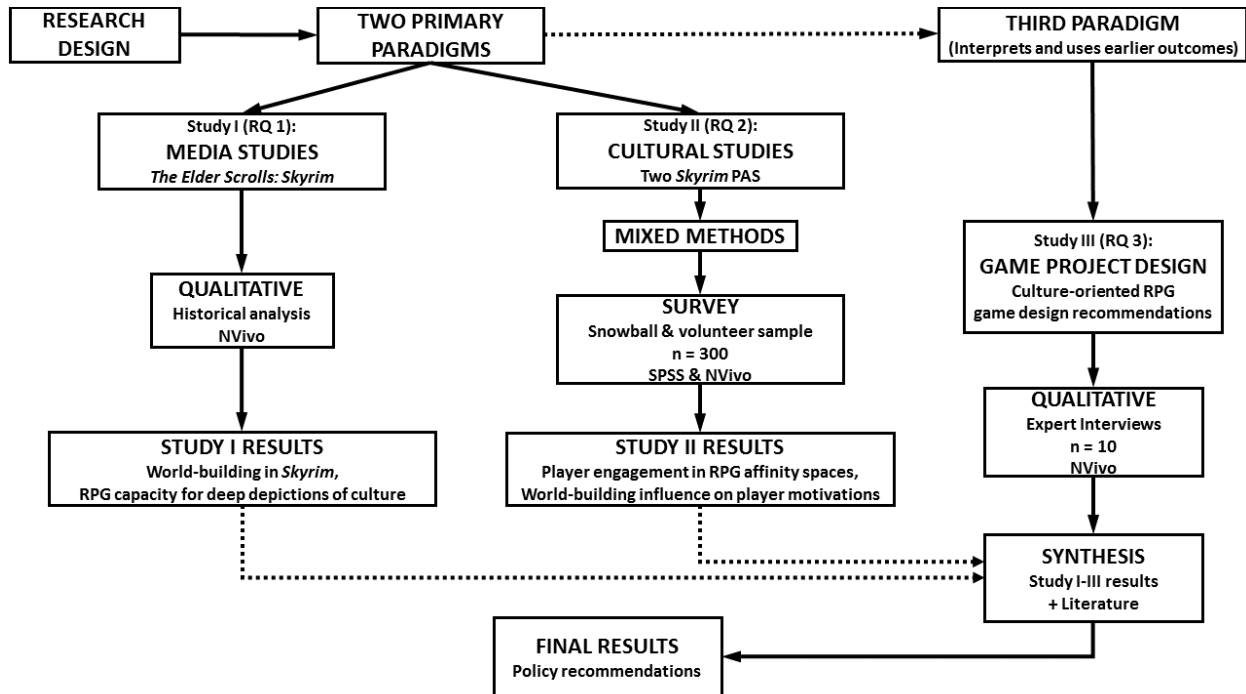 RESEARCH
DESIGN
TWO PRIMARY
PARADIGMS
THIRD PARADIGM
(Interprets and uses earlier outcomes)
Study I (RQ 1):
MEDIA STUDIES
The Elder Scrolls: Skyrim
Study II (RQ 2):
CULTURAL STUDIES
Two Skyrim PAS
MIXED METHODS
Study III (RQ 3):
GAME PROJECT DESIGN
Culture-oriented RPG
game design recommendations
QUALITATIVE
Historical analysis
NVivo
SURVEY
Snowball & volunteer sample
n = 300
SPSS & NVivo
QUALITATIVE
Expert Interviews
n = 10
NVivo
STUDY I RESULTS
World-building in Skyrim,
RPG capacity for deep depictions of culture
STUDY II RESULTS
Player engagement in RPG affinity spaces,
World-building influence on player motivations
SYNTHESIS
Study I-III results
+ Literature
FINAL RESULTS
Policy recommendations